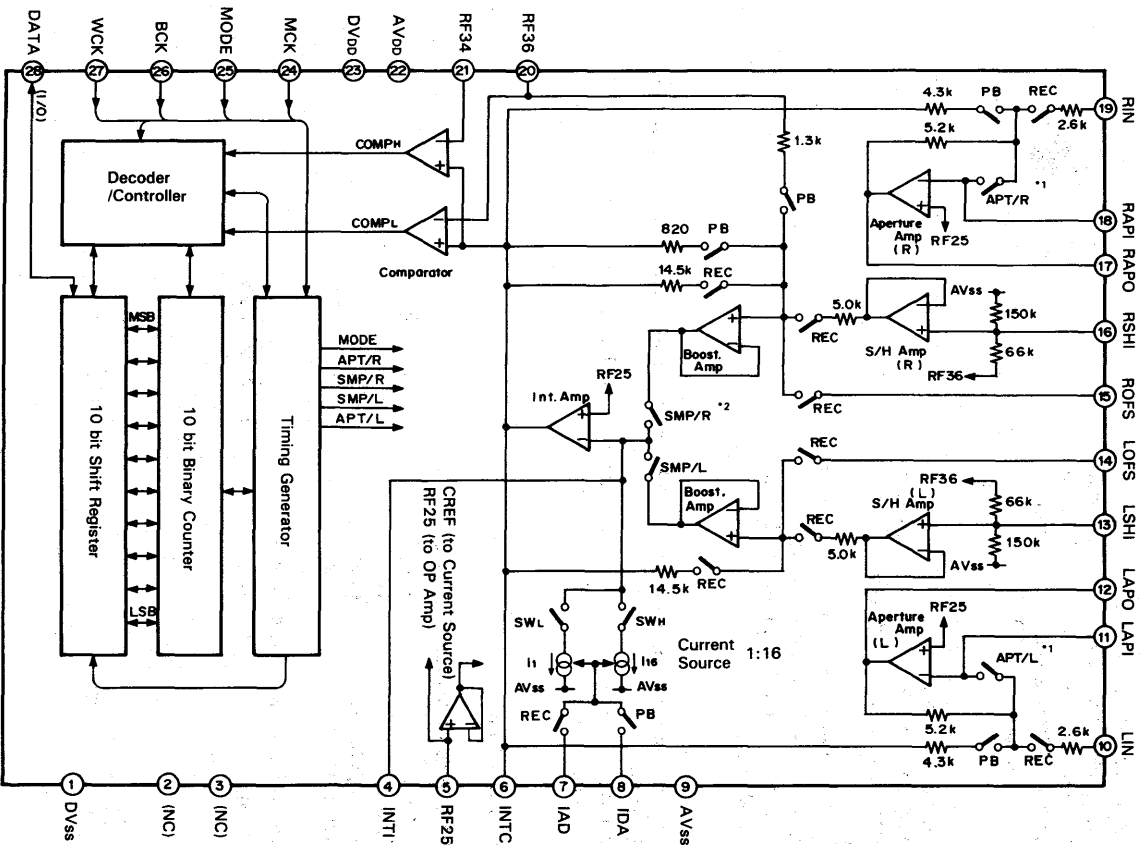 DATA
WCK
BCK
MODE
MCK
DVDD
AVDD
RF34
RF36
28
27
26
25
24
23
22
21
20
(I/O)
Decoder
/Controller
COMPH
COMPL
Comparator
1.3k
PB
4.3k
PB
REC
2.6k
19
RIN
5.2k
APT/R *1
Aperture
Amp
(R)
RF25
18
RAPI
17
RAPO
820
PB
14.5k
REC
Boost.
Amp
REC
5.0k
S/H Amp
(R)
AVss
150k
66k
RF36
16
RSHI
REC
15
ROFS
MSB
LSB
10 bit Shift Register
10 bit Binary Counter
Timing Generator
MODE
APT/R
SMP/R
SMP/L
APT/L
Int. Amp
RF25
SMP/R *2
SMP/L
REC
14
LOFS
Boost.
Amp
REC
5.0k
RF36
(L)
S/H Amp
66k
150k
AVss
13
LSHI
14.5k
REC
12
LAPO
CREF (to Current Source)
RF25 (to OP Amp)
SWL
SWH
I1
I16
AVss
AVss
Current
Source 1:16
REC
PB
Aperture
Amp
(L)
RF25
11
LAPI
APT/L *1
5.2k
4.3k
PB
REC
2.6k
10
LIN
1
2
3
4
5
6
7
8
9
DVss
(NC)
(NC)
INTI
RF25
INTC
IAD
IDA
AVss